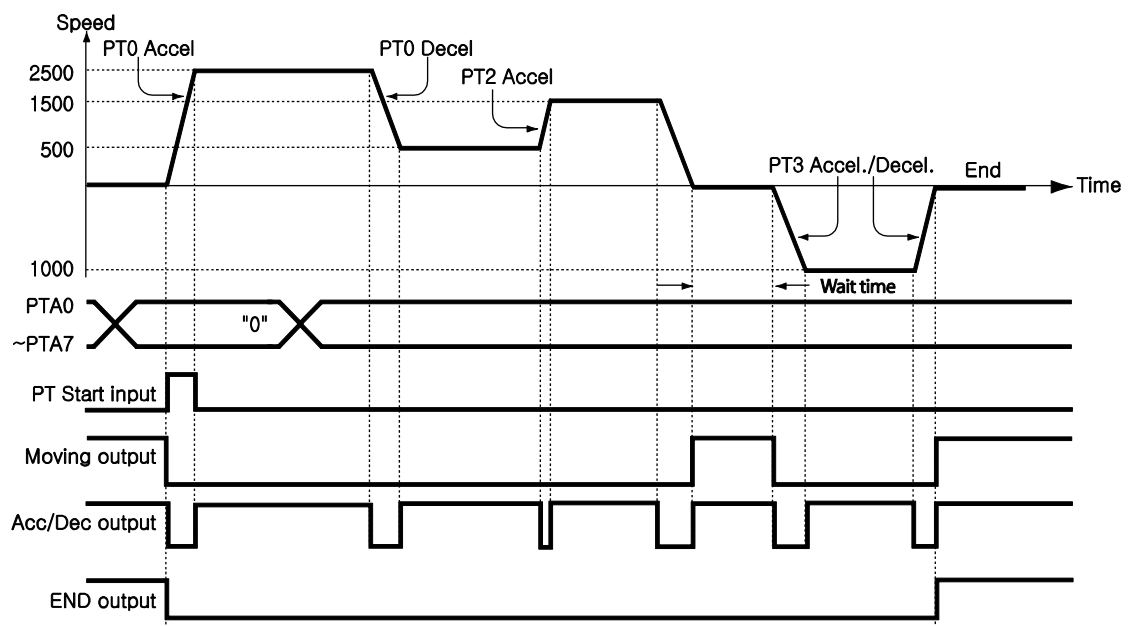 Speed
PT0 Accel
PT0 Decel
PT2 Accel
2500
1500
500
PT3 Accel./Decel.
End
Time
1000
Wait time
PTA0
"0"
~PTA7
PT Start input
Moving output
Acc/Dec output
END output